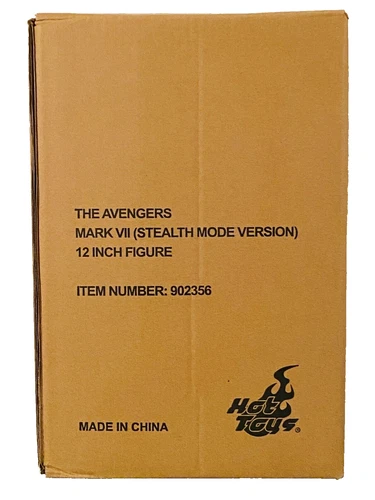 THE AVENGERS
MARK VII (STEALTH MODE VERSION)
12 INCH FIGURE
ITEM NUMBER: 902356
Hot
Toys®
MADE IN CHINA